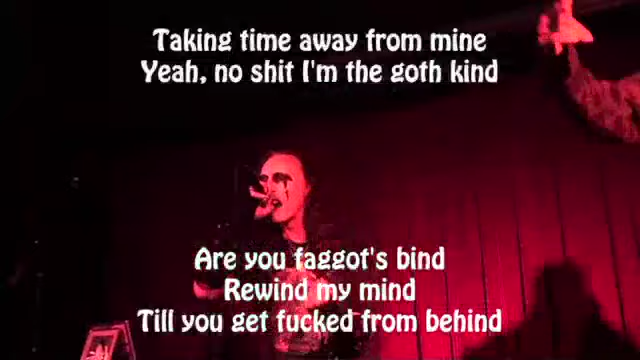 Taking time away from mine
Yeah, no shit I'm the goth kind
Are you faggot's bind
Rewind my mind
Till you get fucked from behind